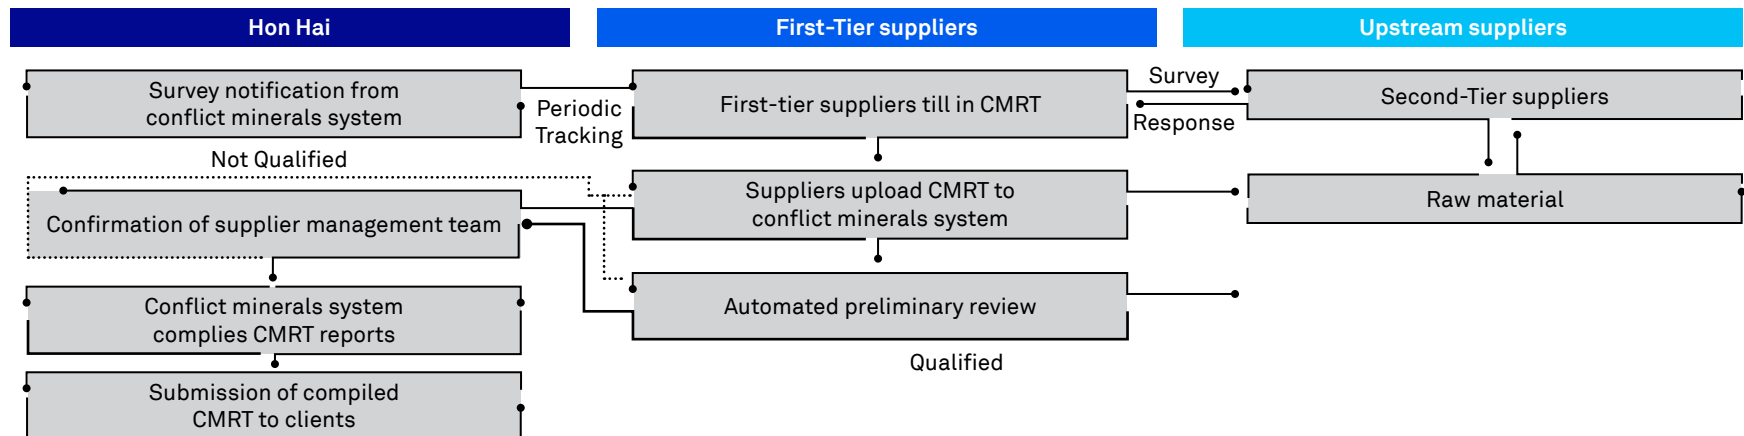 Hon Hai
First-Tier suppliers
Upstream suppliers
Survey notification from
conflict minerals system
Periodic
Tracking
First-tier suppliers till in CMRT
Survey
Response
Second-Tier suppliers
Not Qualified
Confirmation of supplier management team
Suppliers upload CMRT to
conflict minerals system
Raw material
Conflict minerals system
complies CMRT reports
Automated preliminary review
Qualified
Submission of compiled
CMRT to clients